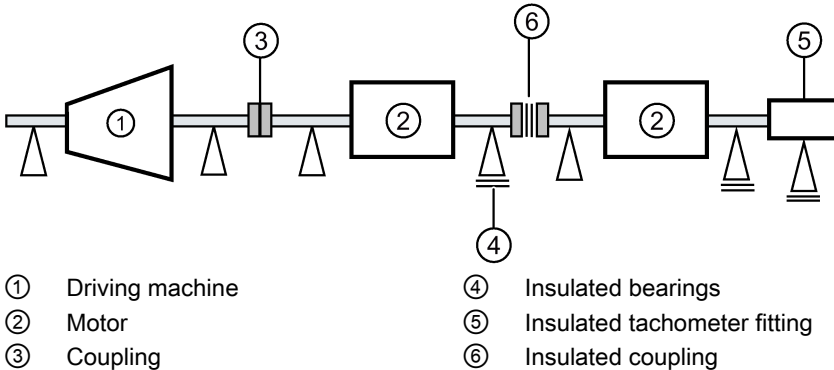 ③ ⑥ ⑤
① ② ②
④
① Driving machine ④ Insulated bearings
② Motor ⑤ Insulated tachometer fitting
③ Coupling ⑥ Insulated coupling